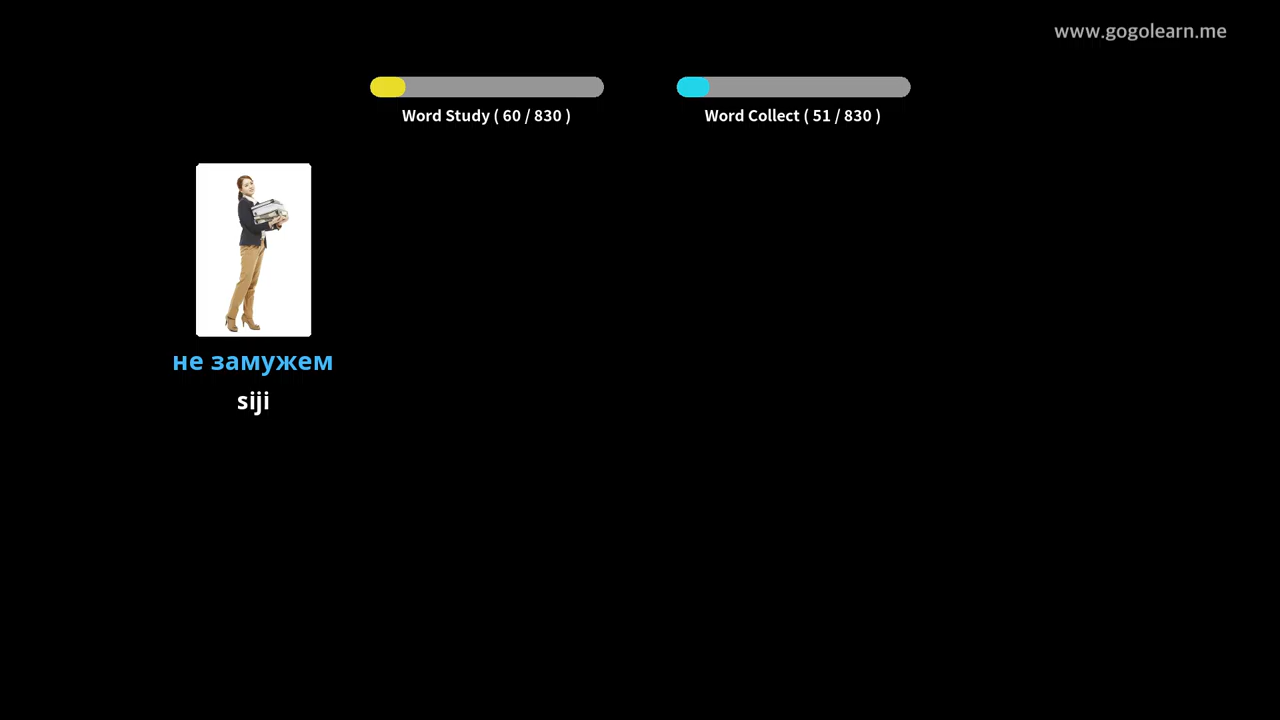 www.gogolearn.me
Word Study ( 60 / 830 )
Word Collect ( 51 / 830 )
не замужем
siji